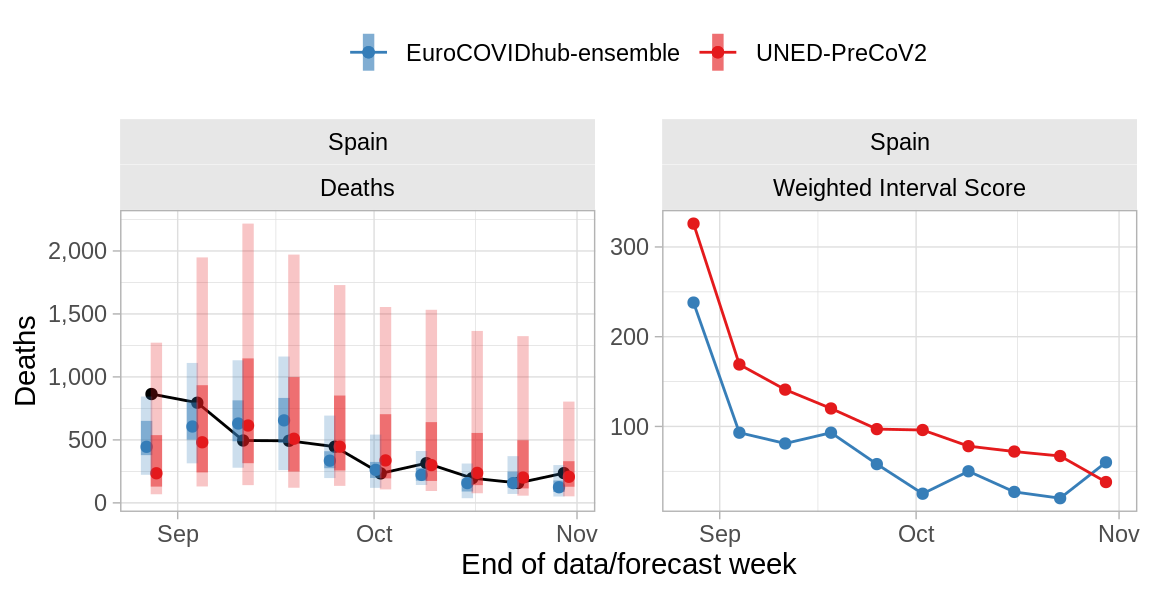 EuroCOVIDhub-ensemble UNED-PreCoV2
Spain
Deaths
Deaths
2,000
1,500
1,000
500
0
Sep Oct Nov
Spain
Weighted Interval Score
300
200
100
Sep Oct Nov
End of data/forecast week